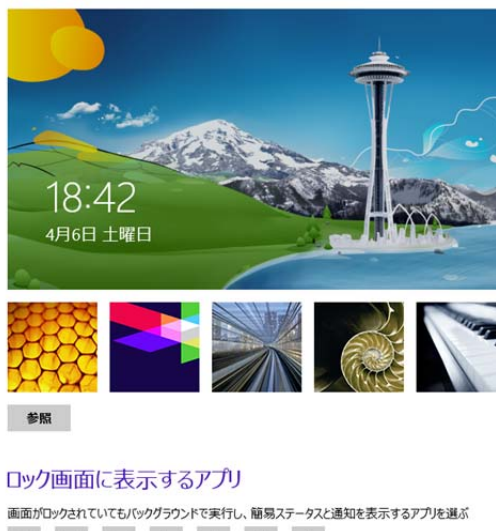 18:42
4月6日 土曜日
参照
ロック画面に表示するアプリ
画面がロックされていてもバックグラウンドで実行し、簡易ステータスと通知を表示するアプリを選ぶ